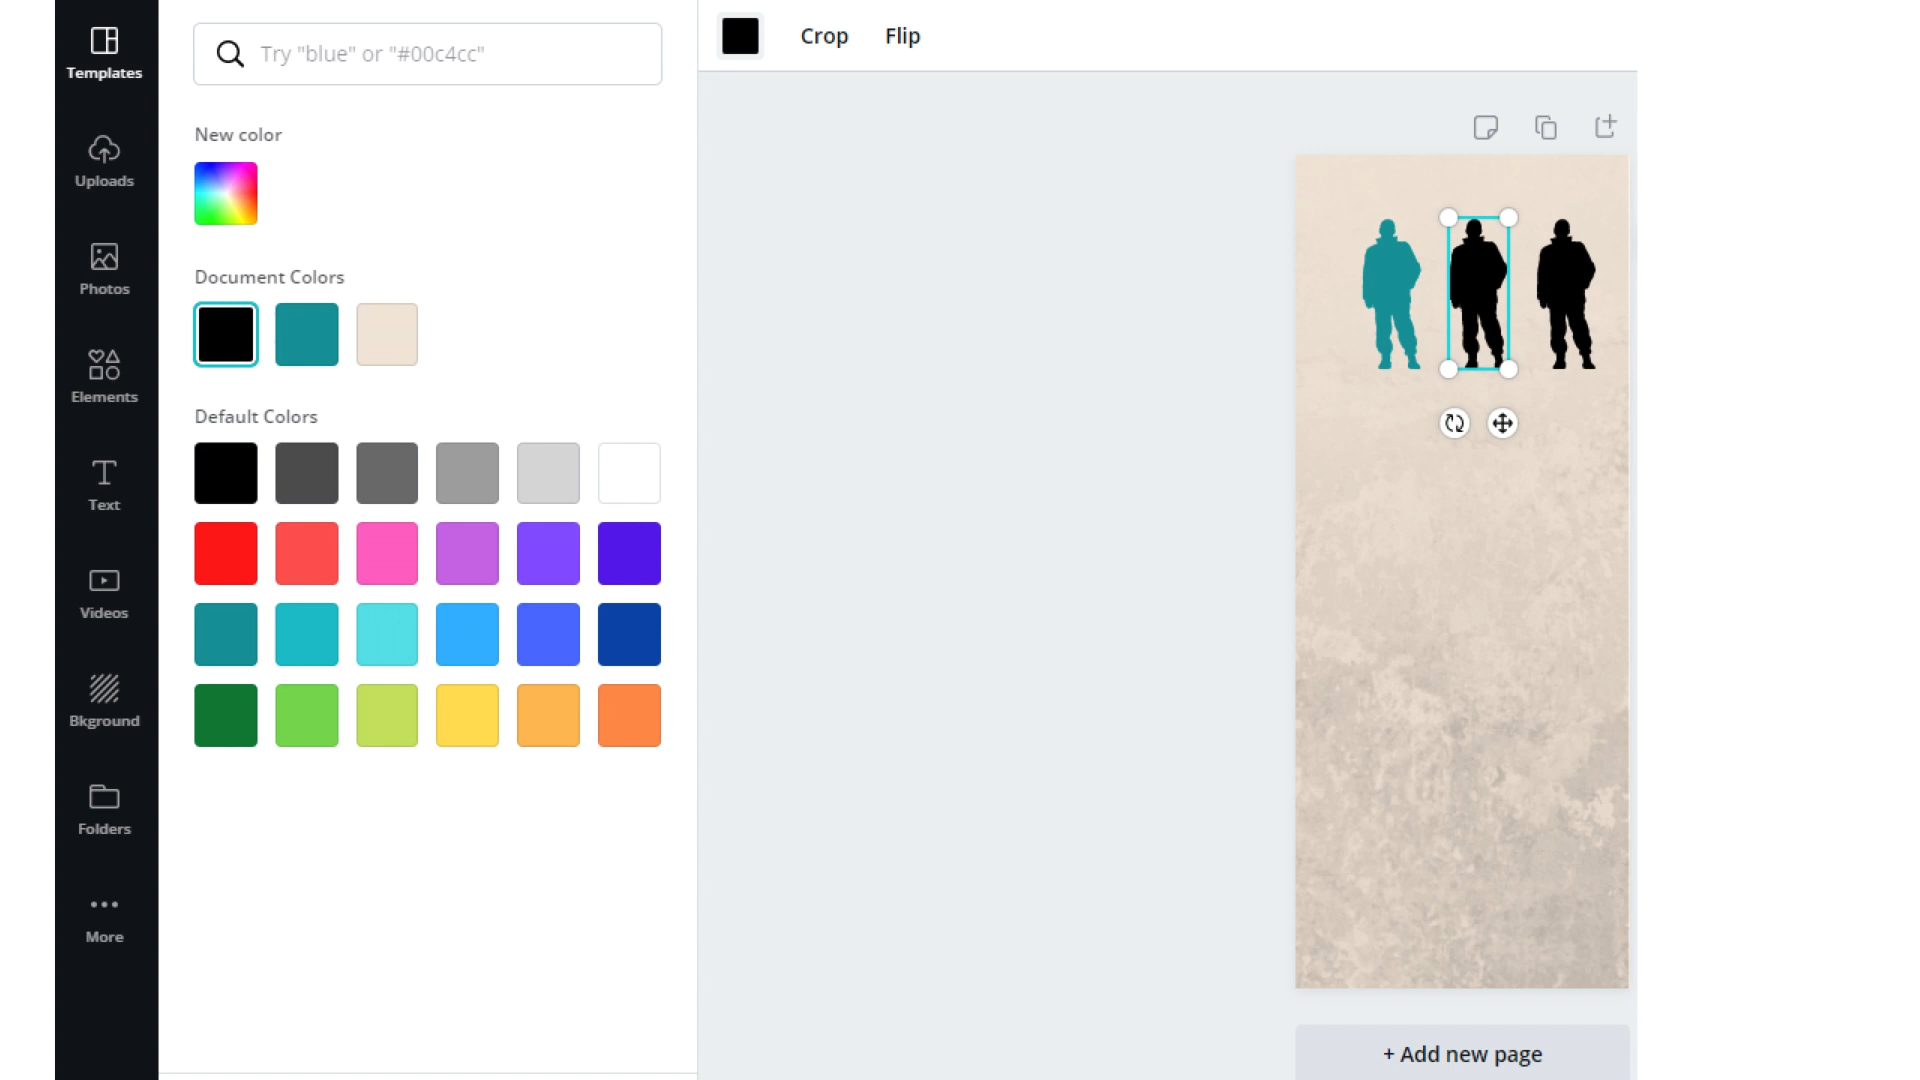 Templates
Uploads
Photos
Elements
Text
Videos
Bkground
Folders
More
Try "blue" or "#00c4cc"
New color
Document Colors
Default Colors
Crop
Flip
+ Add new page